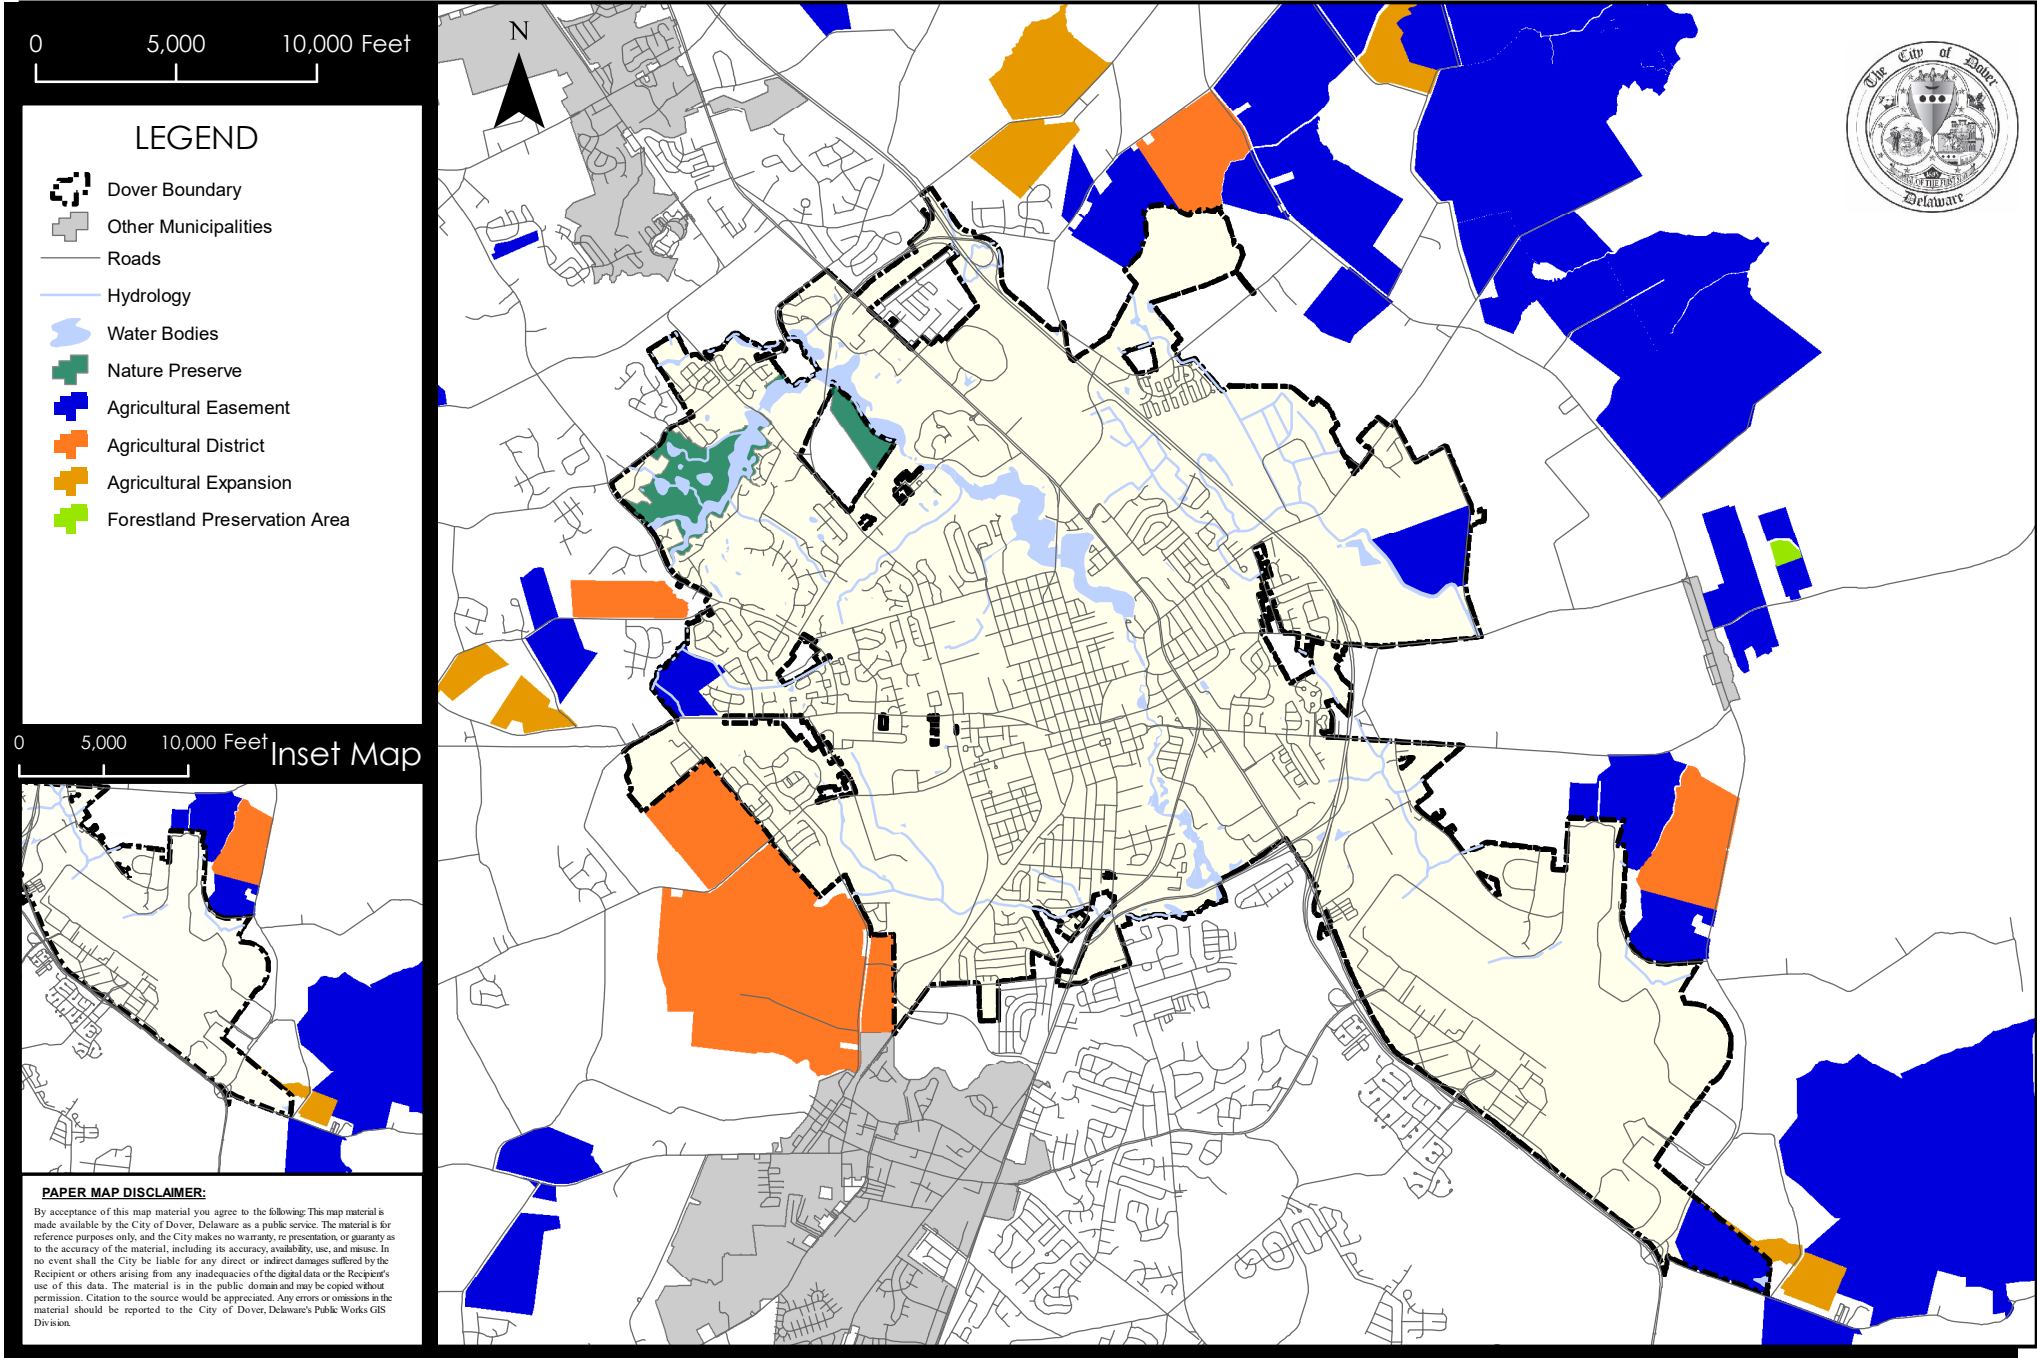 0 5,000 10,000 Feet
LEGEND
Dover Boundary
Other Municipalities
Roads
Hydrology
Water Bodies
Nature Preserve
Agricultural Easement
Agricultural District
Agricultural Expansion
Forestland Preservation Area
0 5,000 10,000 Feet
Inset Map
PAPER MAP DISCLAIMER:
By acceptance of this map material you agree to the following: This map material is
made available by the City of Dover, Delaware as a public service. The material is for
reference purposes only, and the City makes no warranty, re presentation, or guaranty as
to the accuracy of the material, including its accuracy, availability, use, and misuse. In
no event shall the City be liable for any direct or indirect damages suffered by the
Recipient or others arising from any inadequacies of the digital data or the Recipient's
use of this data. The material is in the public domain and may be copied without
permission. Citation to the source would be appreciated. Any errors or omissions in the
material should be reported to the City of Dover, Delaware's Public Works GIS
Division.
N
The City of Dover
Delaware